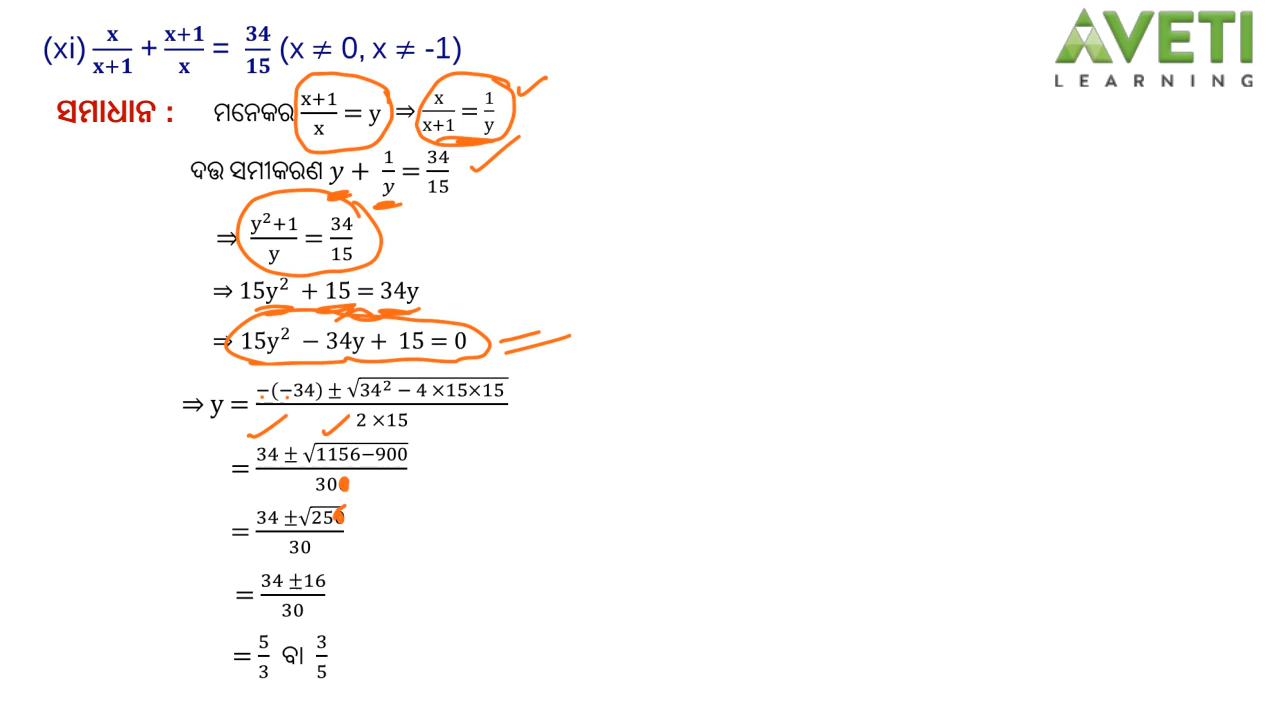 (xi) x/(x+1) + (x+1)/x = 34/15 (x ≠ 0, x ≠ -1)
AVETI
LEARNING
ସମାଧାନ : ମନେକର (x+1)/x = y ⇒ x/(x+1) = 1/y
ଦତ୍ତ ସମୀକରଣ y + 1/y = 34/15
⇒ (y²+1)/y = 34/15
⇒ 15y² + 15 = 34y
⇒ 15y² − 34y + 15 = 0
⇒ y = (−(−34) ± √(34² − 4 ×15×15))/(2 ×15)
= (34 ± √(1156−900))/30
= (34 ±√25)/30
= (34 ±16)/30
= 5/3 ବା 3/5